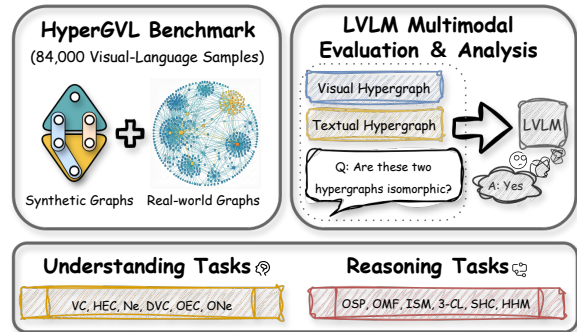 HyperGVL Benchmark
(84,000 Visual-Language Samples)
Synthetic Graphs
Real-world Graphs
LVLM Multimodal
Evaluation & Analysis
Visual Hypergraph
Textual Hypergraph
Q: Are these two
hypergraphs isomorphic?
LVLM
A: Yes
Understanding Tasks
VC, HEC, Ne, DVC, OEC, ONe
Reasoning Tasks
OSP, OMF, ISM, 3-CL, SHC, HHM